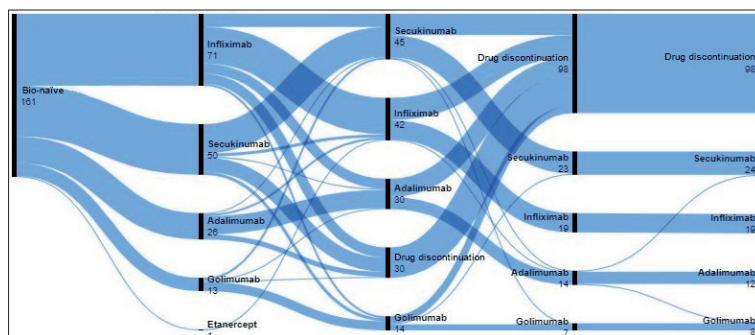 Bio-naïve
161
Infliximab
71
Secukinumab
50
Adalimumab
26
Golimumab
13
Etanercept
Secukinumab
45
Infliximab
42
Adalimumab
30
Drug discontinuation
30
Golimumab
14
Drug discontinuation
98
Secukinumab
23
Infliximab
19
Adalimumab
14
Golimumab
7
Drug discontinuation
98
Secukinumab
24
Infliximab
19
Adalimumab
12
Golimumab
8